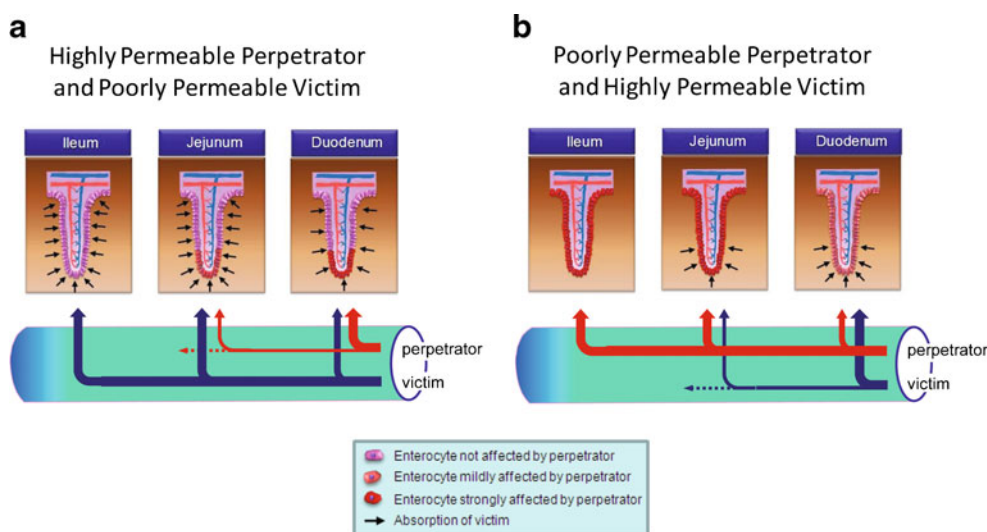 a
Highly Permeable Perpetrator
and Poorly Permeable Victim
Ileum
Jejunum
Duodenum
perpetrator
victim
b
Poorly Permeable Perpetrator
and Highly Permeable Victim
Ileum
Jejunum
Duodenum
perpetrator
victim
Enterocyte not affected by perpetrator
Enterocyte mildly affected by perpetrator
Enterocyte strongly affected by perpetrator
Absorption of victim